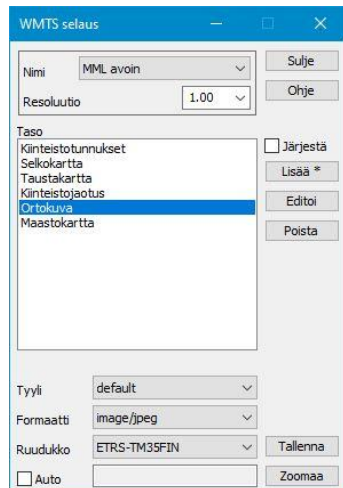 WMTS selaus
Nimi MML avoin Sulje
Resoluutio 1.00 Ohje
Taso
Kiinteistotunnukset
Selkokartta
Taustakartta
Kiinteistojaotus
Ortokuva
Maastokartta
Järjestä
Lisää *
Editoi
Poista
Tyyli default
Formaatti image/jpeg
Ruudukko ETRS-TM35FIN Tallenna
Auto Zoomaa